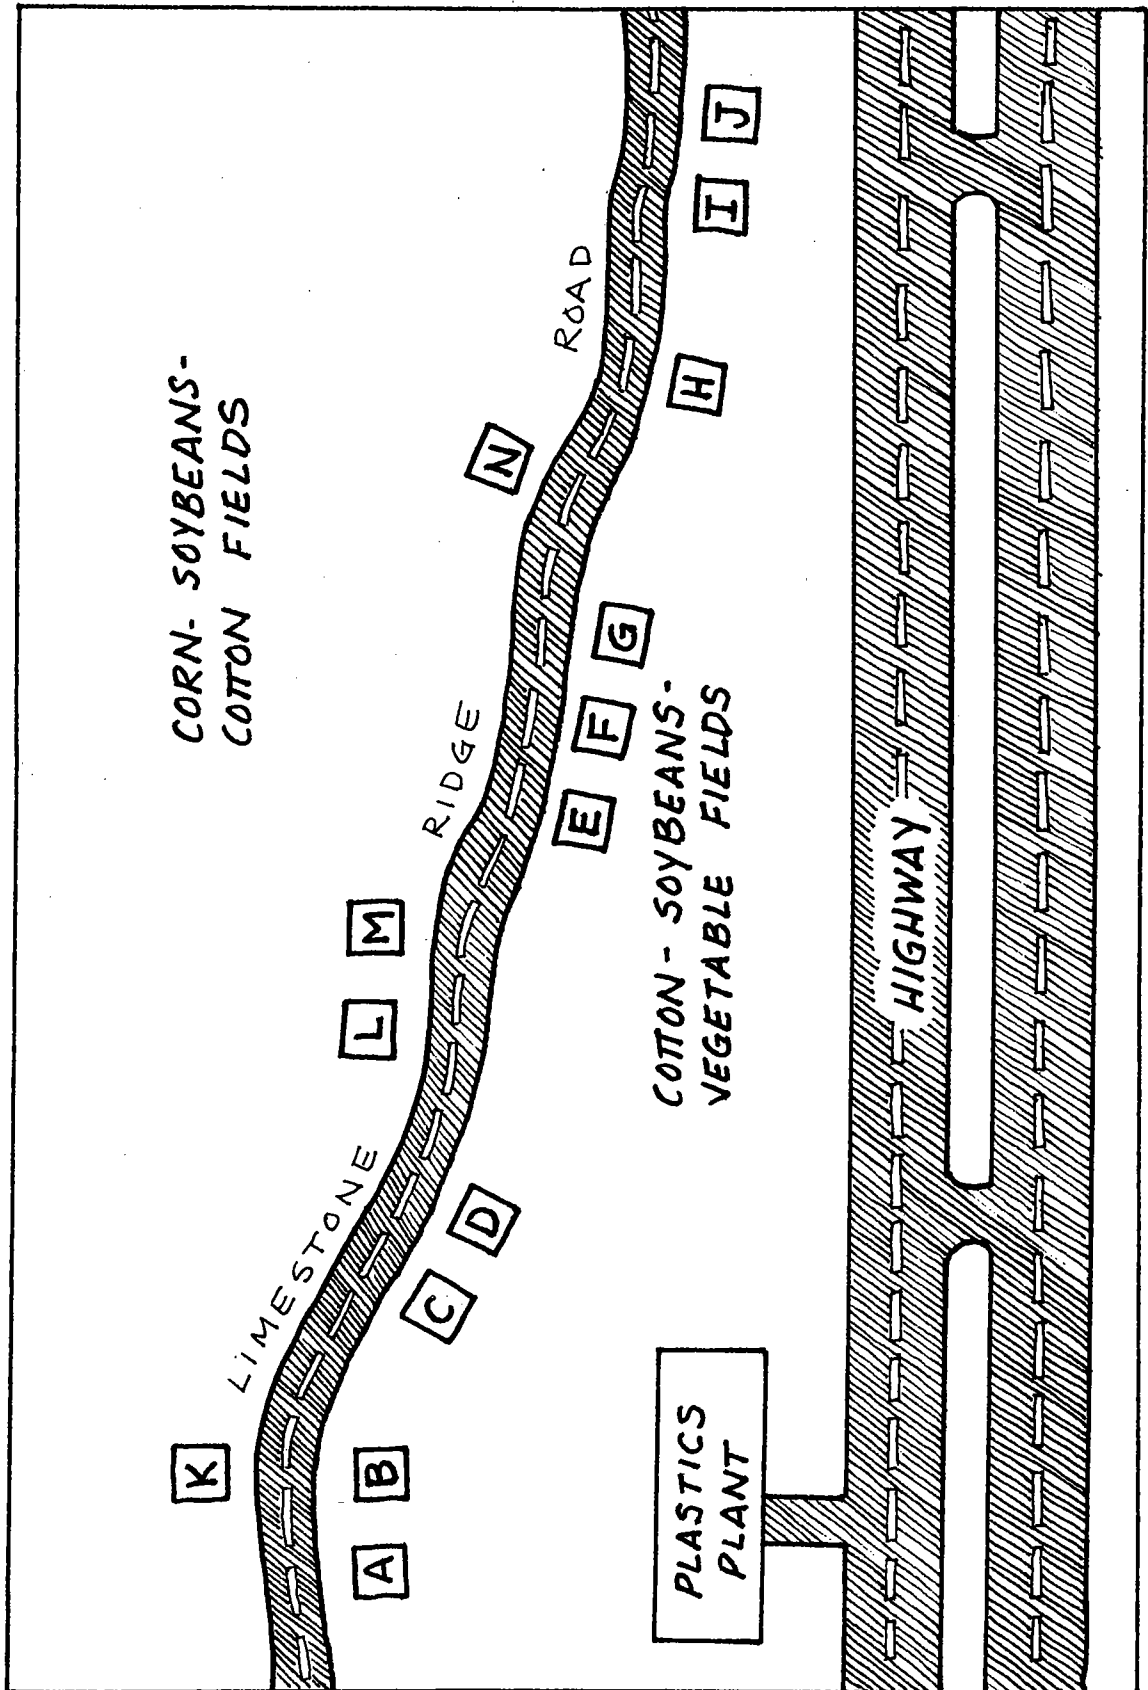 CORN- SOYBEANS-
COTTON FIELDS
K
LIMESTONE
RIDGE
ROAD
L
M
N
A
B
C
D
E
F
G
H
I
J
COTTON - SOYBEANS-
VEGETABLE FIELDS
PLASTICS
PLANT
HIGHWAY